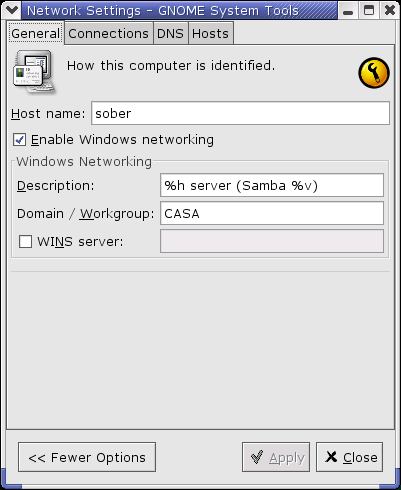 Network Settings - GNOME System Tools
General Connections DNS Hosts
How this computer is identified.
Host name: sober
Enable Windows networking
Windows Networking
Description: %h server (Samba %v)
Domain / Workgroup: CASA
WINS server:
<< Fewer Options Apply Close